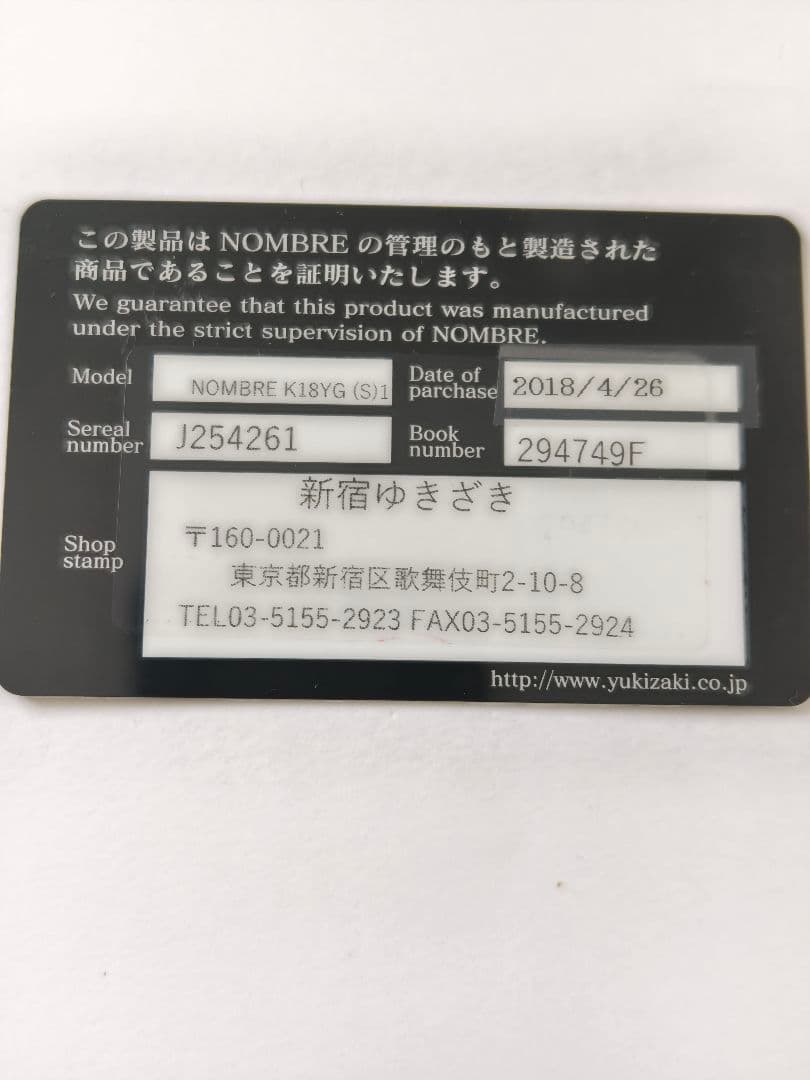 この製品は NOMBRE の管理のもと製造された
商品であることを証明いたします。
We guarantee that this product was manufactured
under the strict supervision of NOMBRE.
Model NOMBRE K18YG (S)1 Date of purchase 2018/4/26
Sereal number J254261 Book number 294749F
Shop stamp
新宿ゆきざき
〒160-0021
東京都新宿区歌舞伎町2-10-8
TEL03-5155-2923 FAX03-5155-2924
http://www.yukizaki.co.jp